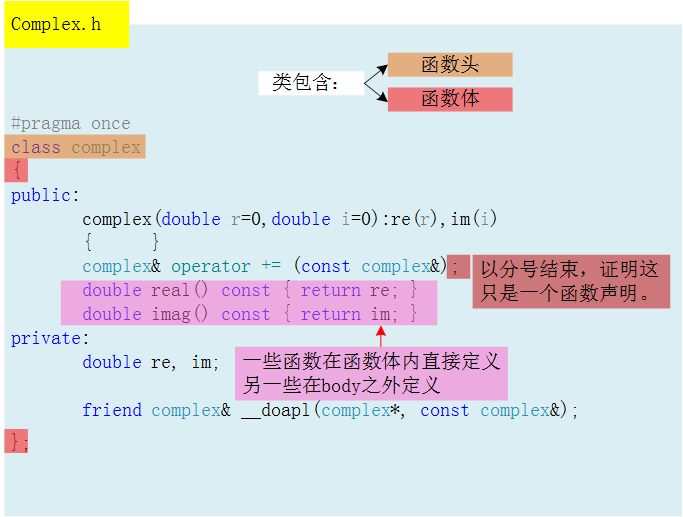 Complex.h
函数头
类包含：
函数体
#pragma once
class complex
{
public:
complex(double r=0,double i=0):re(r),im(i)
{ }
complex& operator += (const complex&);
以分号结束，证明这
只是一个函数声明。
double real() const { return re; }
double imag() const { return im; }
private:
double re, im;
一些函数在函数体内直接定义
另一些在body之外定义
friend complex& __doapl(complex*, const complex&);
};